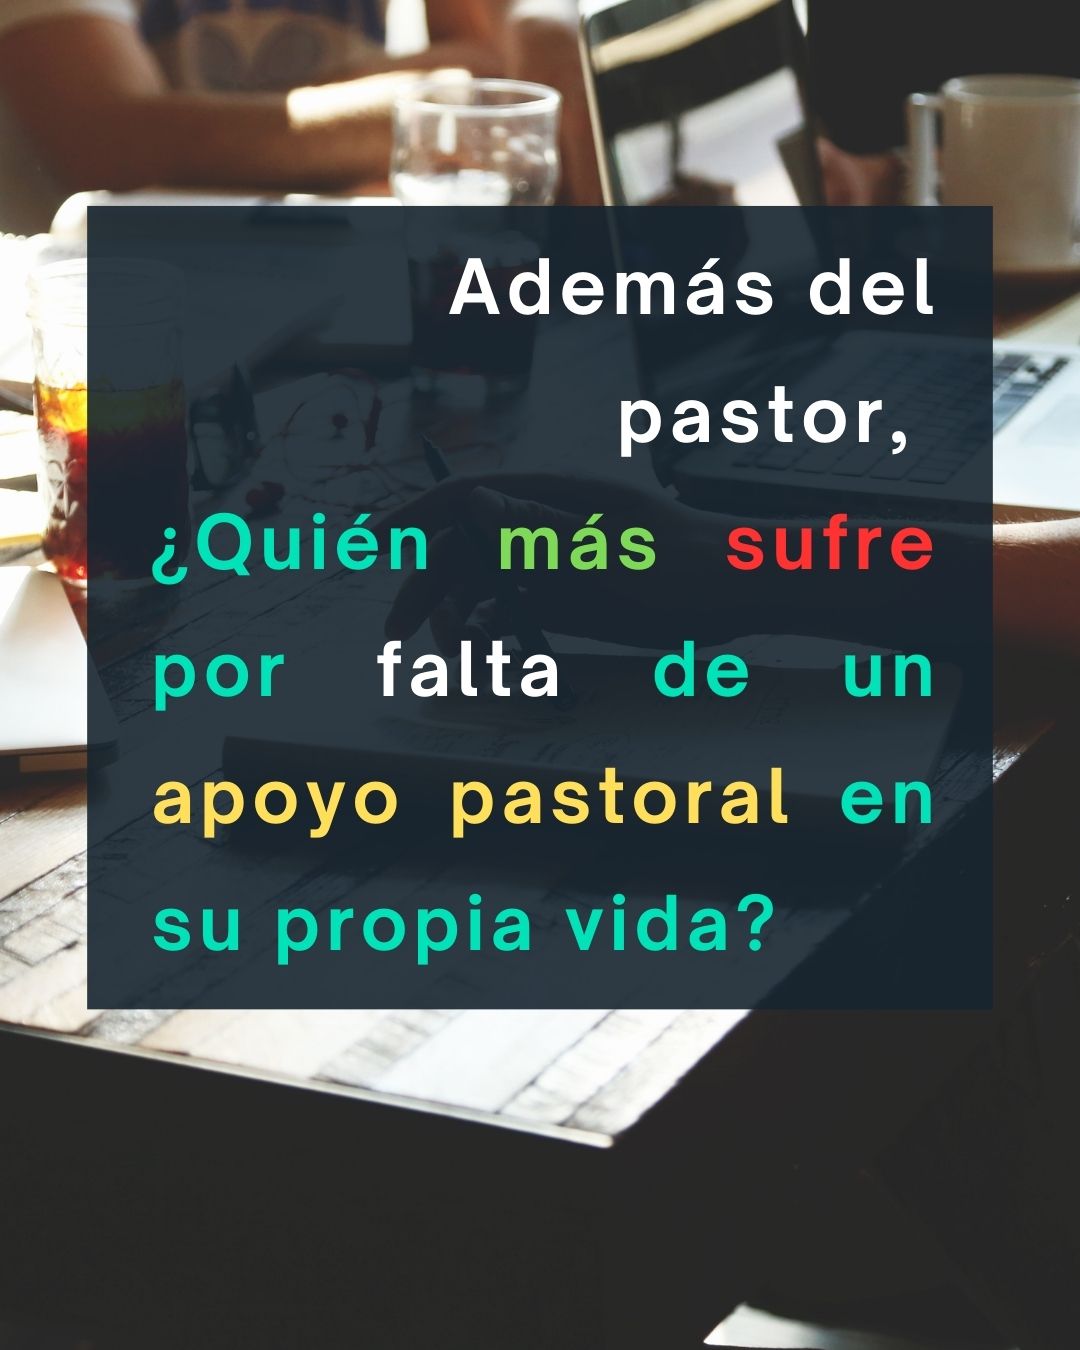 Además del
pastor,
¿Quién más sufre
por falta de un
apoyo pastoral en
su propia vida?